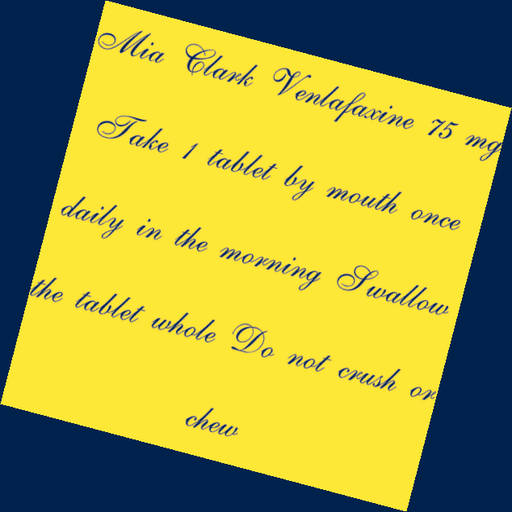 Mia Clark Venlafaxine 75 mg
Take 1 tablet by mouth once
daily in the morning Swallow
the tablet whole Do not crush or
chew